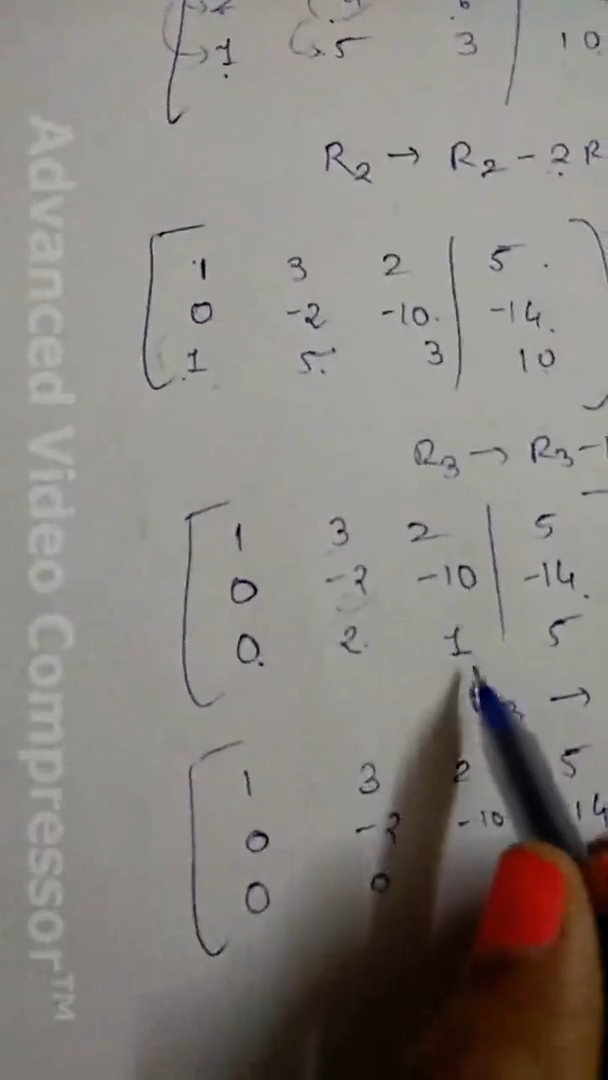 1 5 3 | 10
R₂ → R₂ - 2R
1 3 2 | 5
0 -2 -10 | -14
1 5 3 | 10
R₃ → R₃ -
1 3 2 | 5
0 -2 -10 | -14
0 2 1 | 5
→
1 3 2 5
0 -2 -10 14
0 0
Advanced Video Compressor™